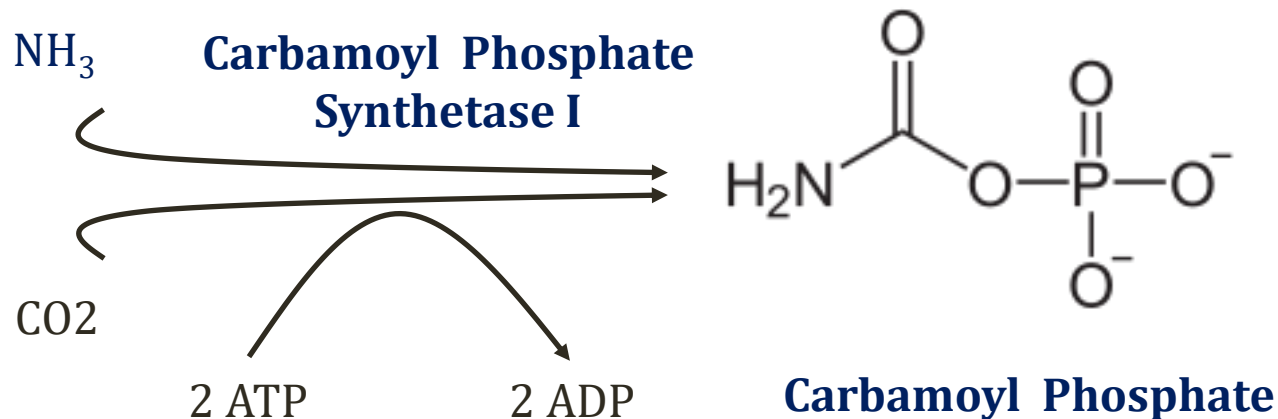 NH₃
Carbamoyl Phosphate
Synthetase I
CO2
2 ATP
2 ADP
O
H₂N
O
P
O
O⁻
O⁻
Carbamoyl Phosphate